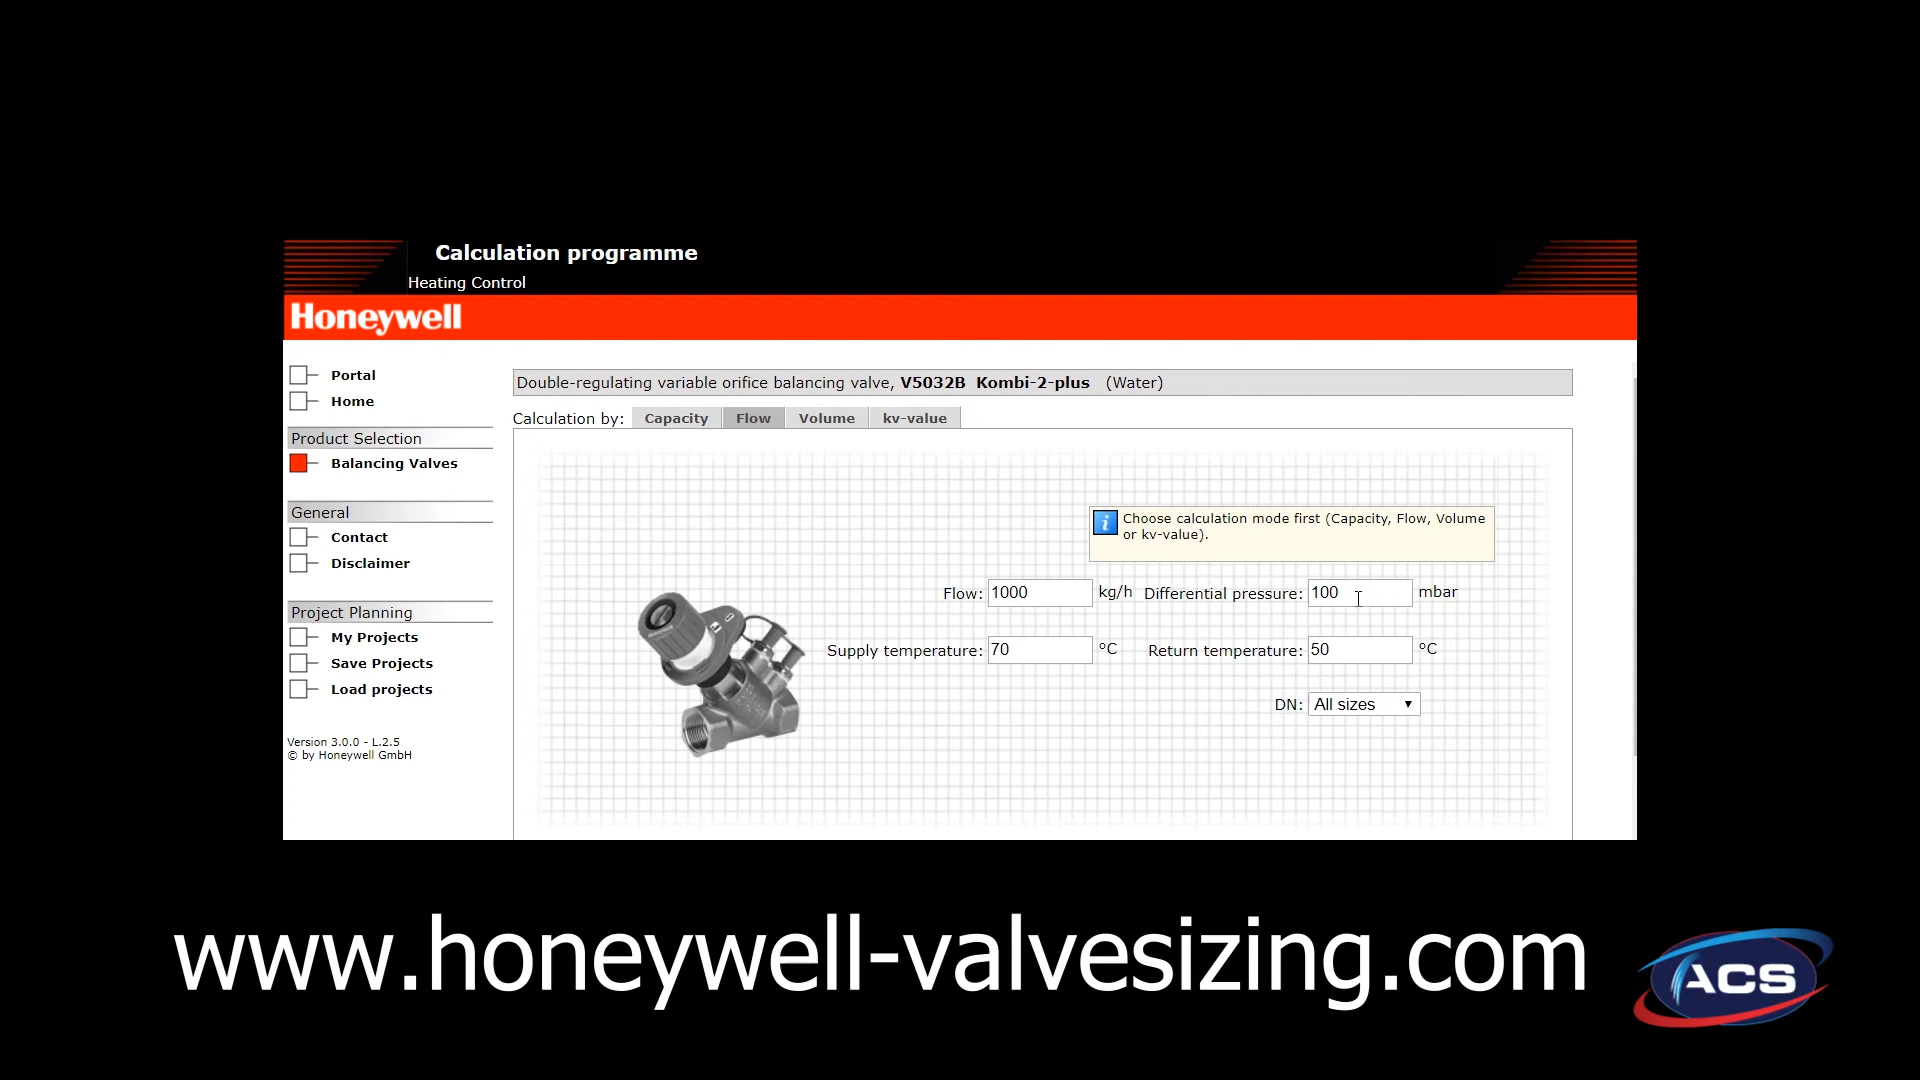 Calculation programme
Heating Control
Honeywell
Portal
Home
Product Selection
Balancing Valves
General
Contact
Disclaimer
Project Planning
My Projects
Save Projects
Load projects
Version 3.0.0 - L.2.5
© by Honeywell GmbH
Double-regulating variable orifice balancing valve, V5032B Kombi-2-plus (Water)
Calculation by: Capacity Flow Volume kv-value
Choose calculation mode first (Capacity, Flow, Volume
or kv-value).
Flow: 1000 kg/h Differential pressure: 100 mbar
Supply temperature: 70 °C Return temperature: 50 °C
DN: All sizes
www.honeywell-valvesizing.com
ACS